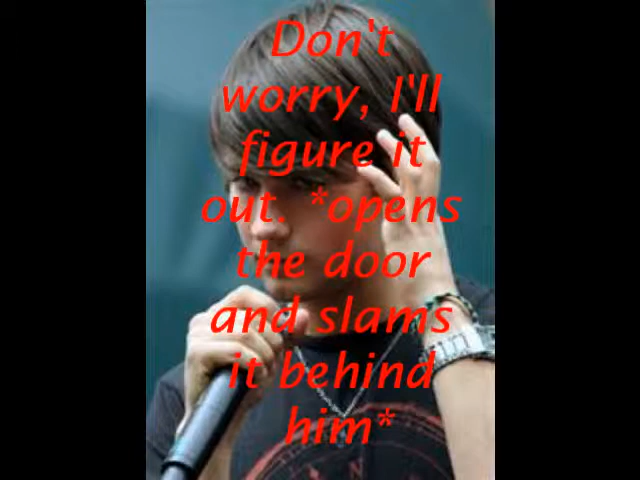 Don't
worry, I'll
figure it
out. *opens
the door
and slams
it behind
him*